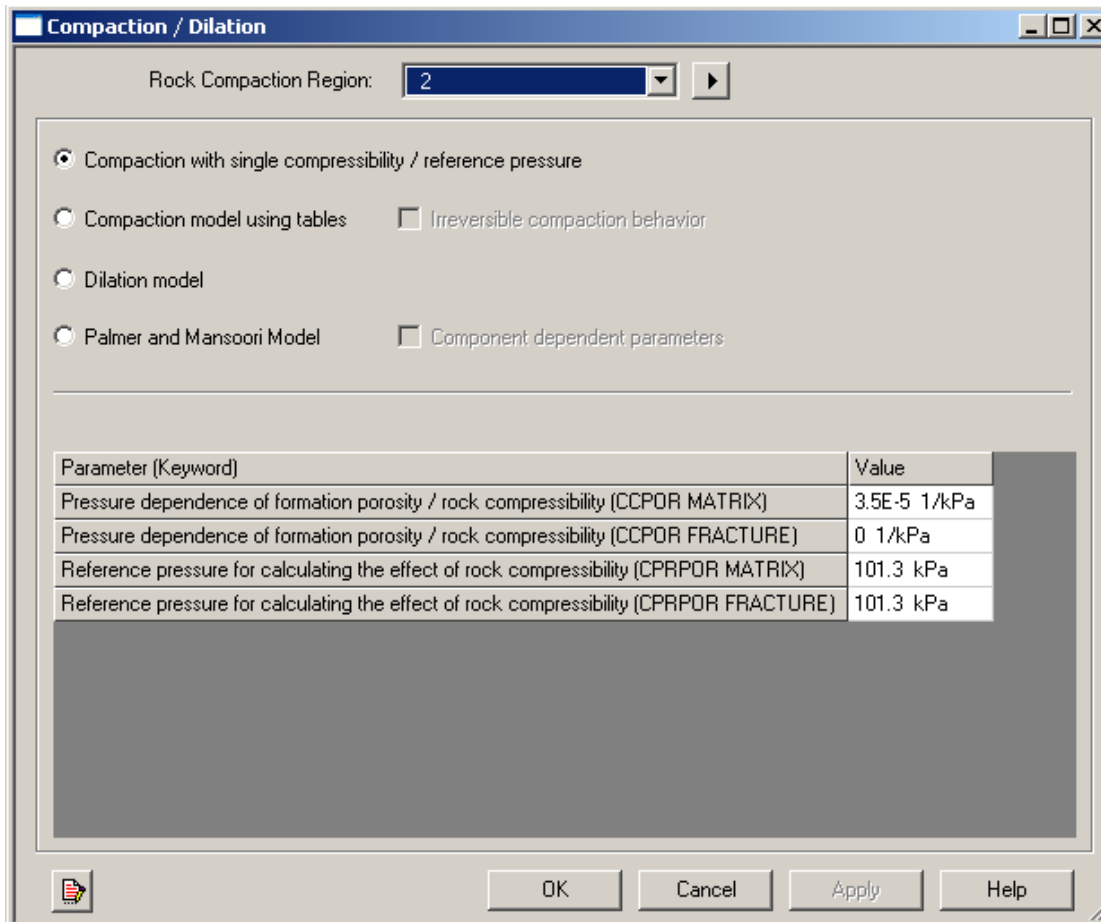 Compaction / Dilation
Rock Compaction Region: 2
Compaction with single compressibility / reference pressure
Compaction model using tables Irreversible compaction behavior
Dilation model
Palmer and Mansoori Model Component dependent parameters
Parameter (Keyword) Value
Pressure dependence of formation porosity / rock compressibility (CCPOR MATRIX) 3.5E-5 1/kPa
Pressure dependence of formation porosity / rock compressibility (CCPOR FRACTURE) 0 1/kPa
Reference pressure for calculating the effect of rock compressibility (CPRPOR MATRIX) 101.3 kPa
Reference pressure for calculating the effect of rock compressibility (CPRPOR FRACTURE) 101.3 kPa
OK Cancel Apply Help